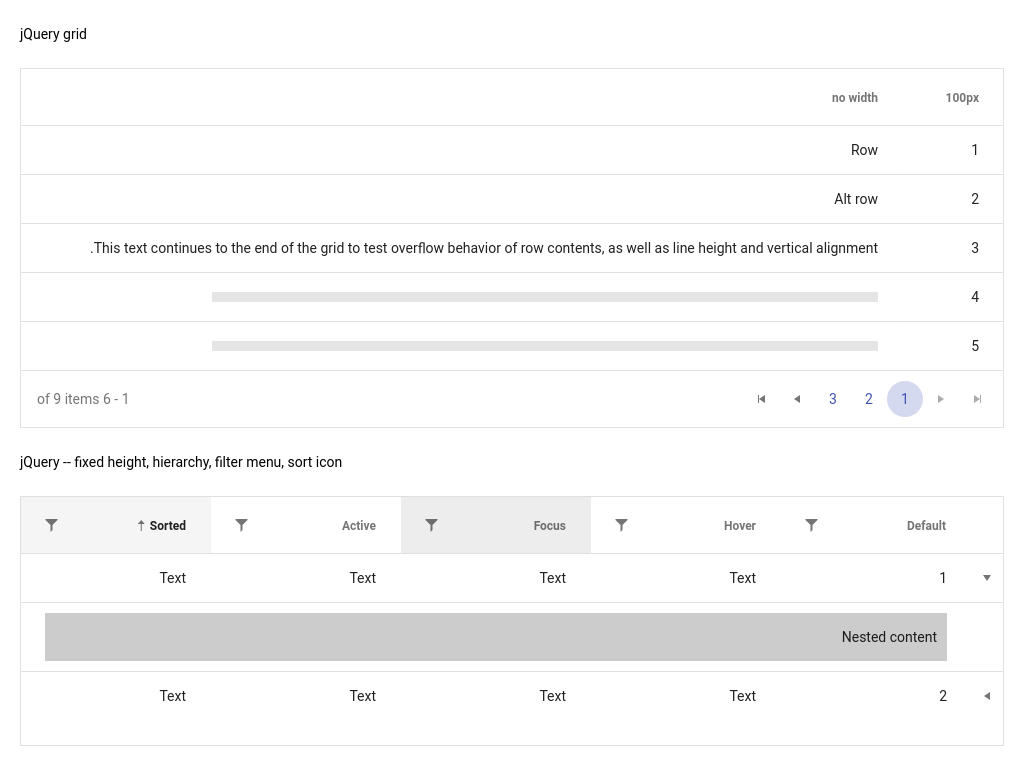 jQuery grid
100px no width
1 Row
2 Alt row
3 .This text continues to the end of the grid to test overflow behavior of row contents, as well as line height and vertical alignment
4
5
1 2 3 of 9 items 6 - 1
jQuery -- fixed height, hierarchy, filter menu, sort icon
Default Hover Focus Active Sorted
1 Text Text Text Text
Nested content
2 Text Text Text Text